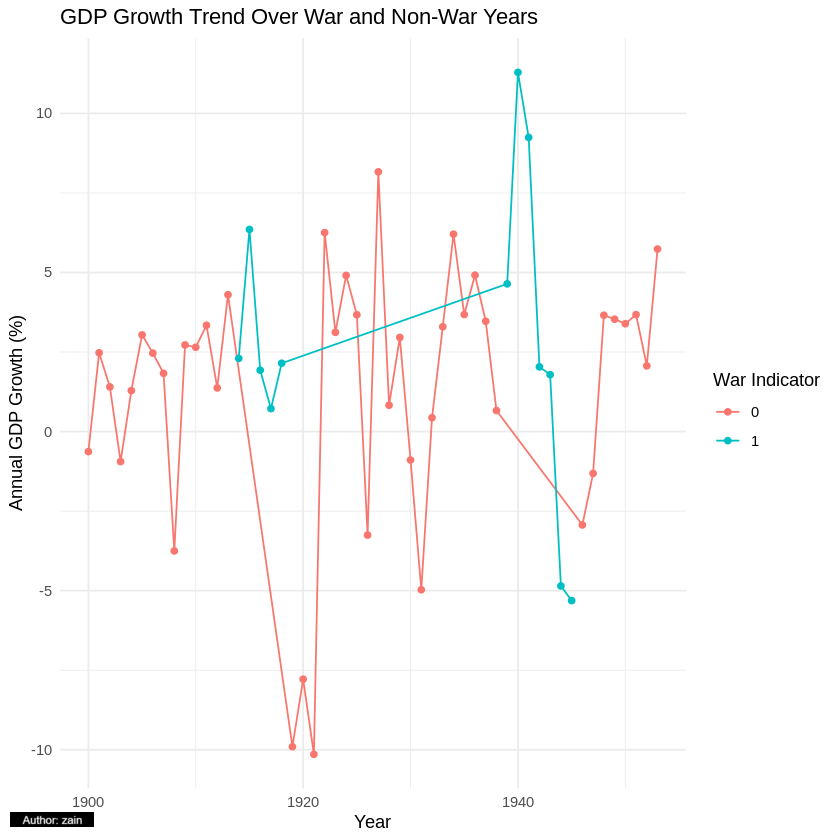 GDP Growth Trend Over War and Non-War Years
Annual GDP Growth (%)
10
5
0
-5
-10
1900
1920
1940
Year
War Indicator
0
1
Author: zain